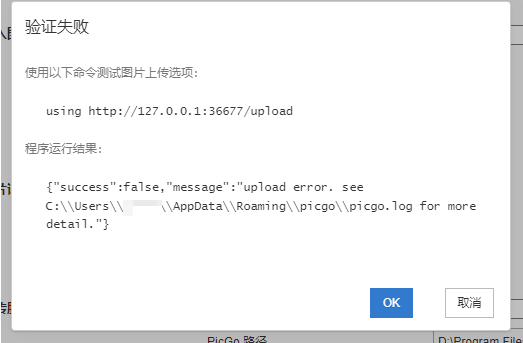 验证失败
使用以下命令测试图片上传选项:
using http://127.0.0.1:36677/upload
程序运行结果:
{"success":false,"message":"upload error. see
C:\\Users\\ \\AppData\\Roaming\\picgo\\picgo.log for more
detail."}
OK
取消
PicGo 路径
D:\Program File